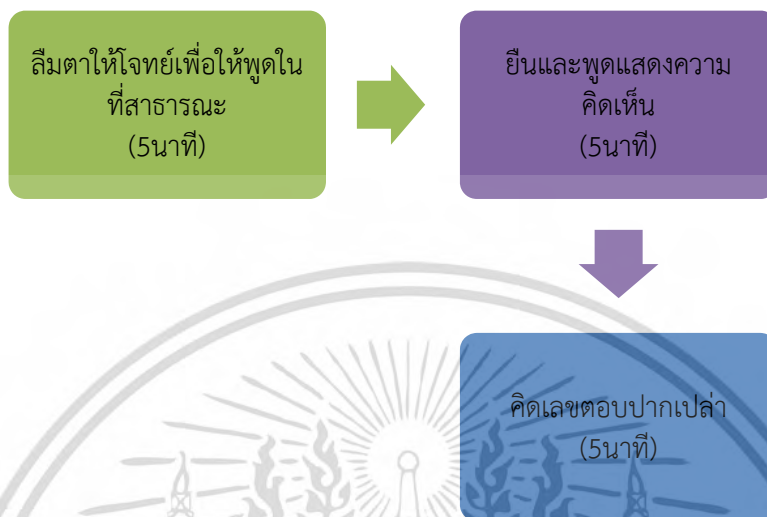 ลืมตาให้โจทย์เพื่อให้พูดใน
ที่สาธารณะ
(5นาที)
ยืนและพูดแสดงความ
คิดเห็น
(5นาที)
คิดเลขตอบปากเปล่า
(5นาที)